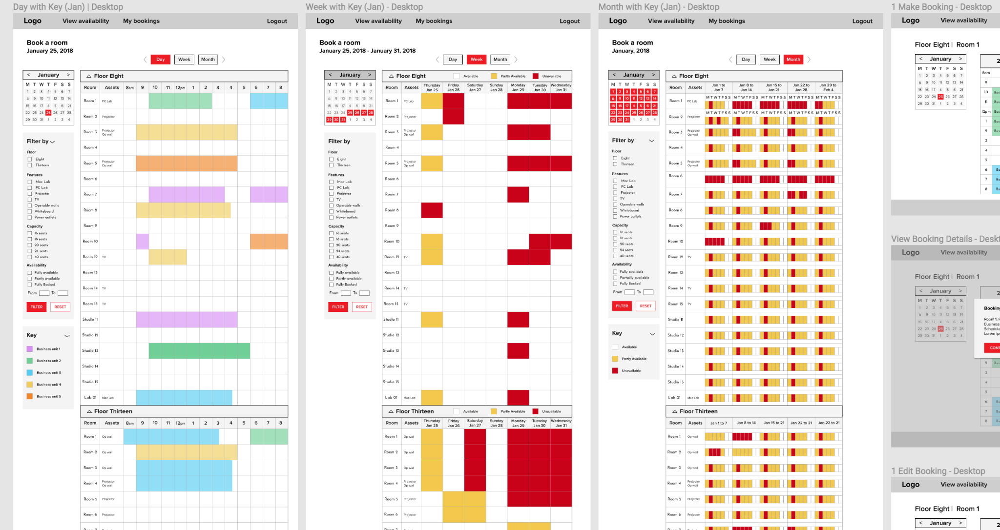 Day with Key (Jan) | Desktop
Logo View availability My bookings Logout
Book a room
January 25, 2018
< Day Week Month >
< January >
M T W T F S S
1 2 3 4 5 6 7
8 9 10 11 12 13 14
15 16 17 18 19 20 21
22 23 24 25 26 27 28
29 30 31 1 2 3 4
Filter by
Floor
Eight
Thirteen
Features
Mac Lab
PC Lab
Projector
TV
Operable walls
Whiteboard
Power outlets
Capacity
16 seats
18 seats
20 seats
24 seats
40 seats
Availability
Fully available
Partly available
Fully Booked
From To
FILTER RESET
Key
Business unit 1
Business unit 2
Business unit 3
Business unit 4
Business unit 5
Floor Eight
Room Assets 8am 9 10 11 12pm 1 2 3 4 5 6 7 8
Room 1 PC Lab
Room 2 Projector
Room 3 Projector
Op wall
Room 4
Room 5 Projector
Op wall
Room 6
Room 7
Room 8
Room 9
Room 10
Room 12 TV
Room 13
Room 14 TV
Room 15 TV
Studio 11
Studio 12
Studio 13
Studio 14
Studio 15
Lab 01 Mac Lab
Floor Thirteen
Room Assets 8am 9 10 11 12pm 1 2 3 4 5 6 7 8
Room 1 Op wall
Room 2 Op wall
Room 3 Op wall
Room 4 Projector
Op wall
Room 5 Projector
Room 6 Projector
Week with Key (Jan) - Desktop
Logo View availability My bookings Logout
Book a room
January 25, 2018 - January 31, 2018
< Day Week Month >
< January >
M T W T F S S
1 2 3 4 5 6 7
8 9 10 11 12 13 14
15 16 17 18 19 20 21
22 23 24 25 26 27 28
29 30 31 1 2 3 4
Filter by
Floor
Eight
Thirteen
Features
Mac Lab
PC Lab
Projector
TV
Operable walls
Whiteboard
Power outlets
Capacity
16 seats
18 seats
20 seats
24 seats
40 seats
Availability
Fully available
Partly available
Fully Booked
From To
FILTER RESET
Floor Eight Available Partly Available Unavailable
Room Assets Thursday Jan 25 Friday Jan 26 Saturday Jan 27 Sunday Jan 28 Monday Jan 29 Tuesday Jan 30 Wednesday Jan 31
Room 1 PC Lab
Room 2 Projector
Room 3 Projector
Op wall
Room 4
Room 5 Projector
Op wall
Room 6
Room 7
Room 8
Room 9
Room 10
Room 12 TV
Room 13
Room 14 TV
Room 15 TV
Studio 11
Studio 12
Studio 13
Studio 14
Studio 15
Lab 01 Mac Lab
Floor Thirteen Available Partly Available Unavailable
Room Assets Thursday Jan 25 Friday Jan 26 Saturday Jan 27 Sunday Jan 28 Monday Jan 29 Tuesday Jan 30 Wednesday Jan 31
Room 1 Op wall
Room 2 Op wall
Room 3 Op wall
Room 4 Projector
Op wall
Room 5 Projector
Room 6 Projector
Month with Key (Jan) - Desktop
Logo View availability My bookings Logout
Book a room
January, 2018
< Day Week Month >
< January >
M T W T F S S
1 2 3 4 5 6 7
8 9 10 11 12 13 14
15 16 17 18 19 20 21
22 23 24 25 26 27 28
29 30 31 1 2 3 4
Filter by
Floor
Eight
Thirteen
Features
Mac Lab
PC Lab
Projector
TV
Operable walls
Whiteboard
Power outlets
Capacity
16 seats
18 seats
20 seats
24 seats
40 seats
Availability
Fully available
Partailly available
Fully Booked
From To
FILTER RESET
Key
Available
Partly Available
Unavailable
Floor Eight
Room Assets Jan 1 to Jan 7 Jan 8 to Jan 14 Jan 15 to Jan 21 Jan 22 to Jan 28 Jan 29 to Feb 4
M T W T F S S M T W T F S S M T W T F S S M T W T F S S M T W T F S S
Room 1 PC Lab
M T W T F S S M T W T F S S M T W T F S S M T W T F S S M T W T F S S
Room 2 Projector
Room 3 Projector
Op wall
Room 4
Room 5 Projector
Op wall
Room 6
Room 7
Room 8
Room 9
Room 10
Room 12 TV
Room 13
Room 14 TV
Room 15 TV
Studio 11
Studio 12
Studio 13
Studio 14
Studio 15
Lab 01 Mac Lab
Floor Thirteen
Room Assets Jan 1 to 7 Jan 8 to 14 Jan 15 to 21 Jan 22 to 21 Jan 22 to 21
Room 1 Op wall
Room 2 Op wall
Room 3 Op wall
Room 4 Projector
Op wall
Room 5 Projector
Room 6 Projector
1 Make Booking - Desktop
Logo View availability
Floor Eight | Room 1
< January >
M T W T F S S
1 2 3 4 5 6 7
8 9 10 11 12 13 14
15 16 17 18 19 20 21
22 23 24 25 26 27 28
29 30 31 1 2 3 4
2
8am
9
10 Bus
11 Bus
12pm Bus
1 Bus
2 Bus
3
4
5
6 Bu
7 Bu
8 Bu
View Booking Details - Deskt
Logo View availability
Floor Eight | Room 1
< January >
M T W T F S S
1 2 3 4 5 6 7
8 9 10 11 12 13 14
15 16 17 18 19 20 21
22 23 24 25 26 27 28
29 30 31 1 2 3 4
2
Booking
Room 1, F
Business
Schedule
Lorem ip
CONT
2 Bus
3
4
5
6 Bu
7 Bu
8 Bu
1 Edit Booking - Desktop
Logo View availability
Floor Eight | Room 1
< January >
2